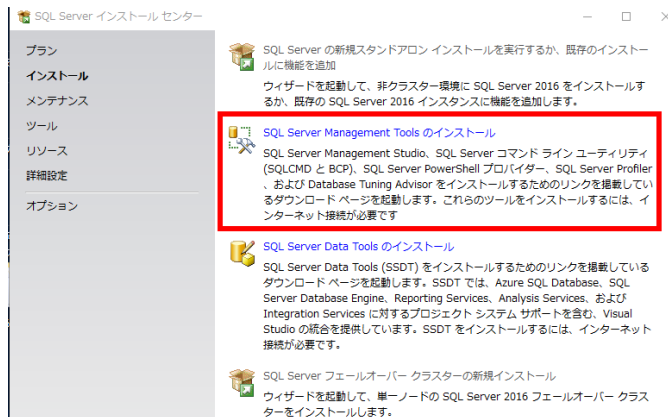 SQL Server インストール センター
プラン
インストール
メンテナンス
ツール
リソース
詳細設定
オプション
SQL Server の新規スタンドアロン インストールを実行するか、既存のインストー
ルに機能を追加
ウィザードを起動して、非クラスター環境に SQL Server 2016 をインストールす
るか、既存の SQL Server 2016 インスタンスに機能を追加します。
SQL Server Management Tools のインストール
SQL Server Management Studio、SQL Server コマンド ライン ユーティリティ
(SQLCMD と BCP)、SQL Server PowerShell プロバイダー、SQL Server Profiler
、および Database Tuning Advisor をインストールするためのリンクを掲載してい
るダウンロード ページを起動します。これらのツールをインストールするには、イ
ンターネット接続が必要です
SQL Server Data Tools のインストール
SQL Server Data Tools (SSDT) をインストールするためのリンクを掲載している
ダウンロード ページを起動します。SSDT では、Azure SQL Database、SQL
Server Database Engine、Reporting Services、Analysis Services、および
Integration Services に対するプロジェクト システム サポートを含む、Visual
Studio の統合を提供しています。SSDT をインストールするには、インターネット
接続が必要です。
SQL Server フェールオーバー クラスターの新規インストール
ウィザードを起動して、単一ノードの SQL Server 2016 フェールオーバー クラス
ターをインストールします。